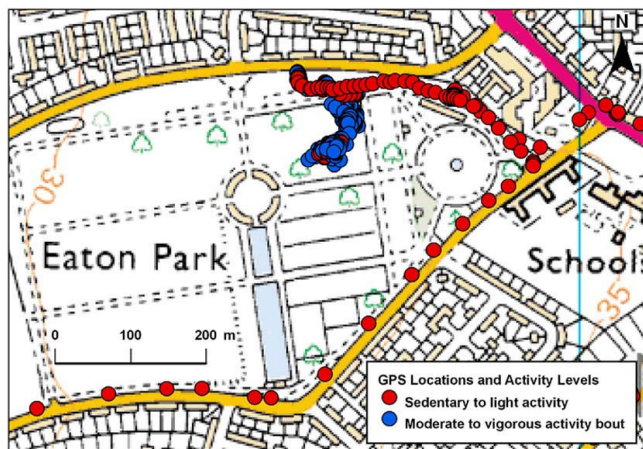 N
30
Eaton Park
School
35
0 100 200 m
GPS Locations and Activity Levels
Sedentary to light activity
Moderate to vigorous activity bout